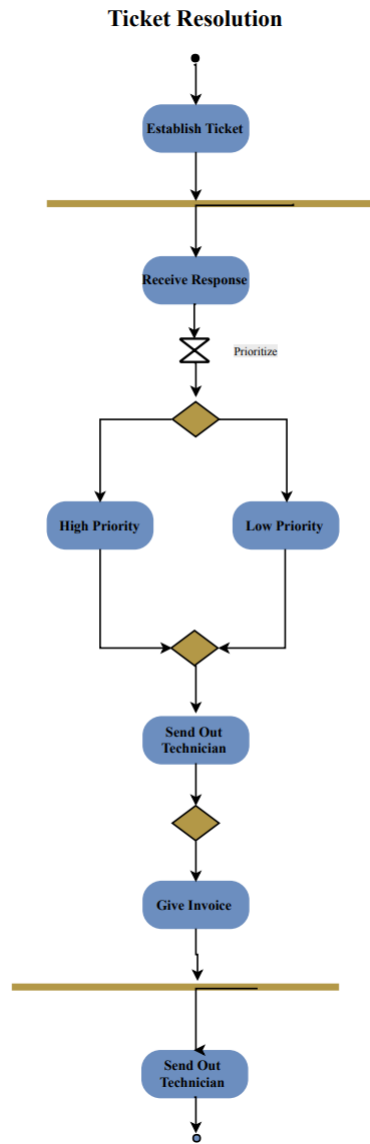 Ticket Resolution
Establish Ticket
Receive Response
Prioritize
High Priority
Low Priority
Send Out
Technician
Give Invoice
Send Out
Technician